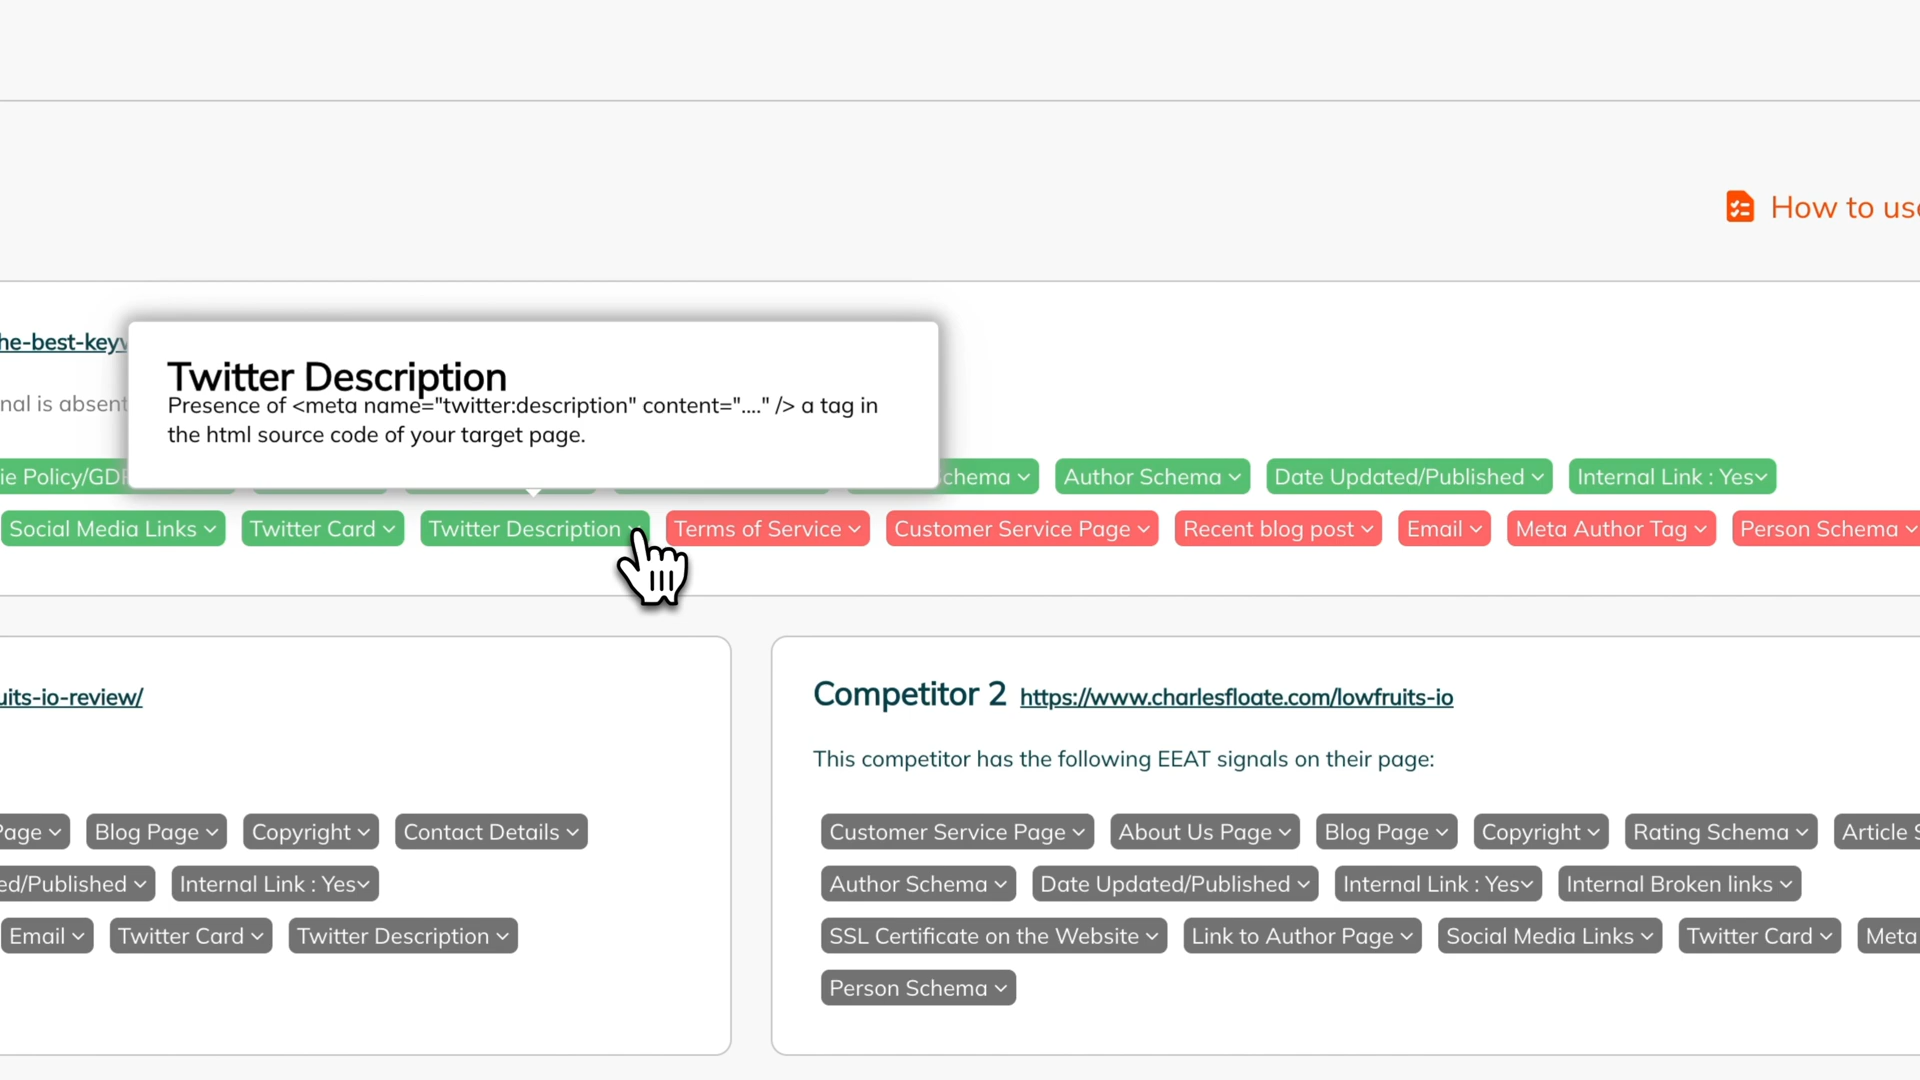 How to use
he-best-keyw
nal is absent
Twitter Description
Presence of <meta name="twitter:description" content="...." /> a tag in
the html source code of your target page.
ie Policy/GDP chema Author Schema Date Updated/Published Internal Link : Yes
Social Media Links Twitter Card Twitter Description Terms of Service Customer Service Page Recent blog post Email Meta Author Tag Person Schema
uits-io-review/
Page Blog Page Copyright Contact Details
ed/Published Internal Link : Yes
Email Twitter Card Twitter Description
Competitor 2 https://www.charlesfloate.com/lowfruits-io
This competitor has the following EEAT signals on their page:
Customer Service Page About Us Page Blog Page Copyright Rating Schema Article S
Author Schema Date Updated/Published Internal Link : Yes Internal Broken links
SSL Certificate on the Website Link to Author Page Social Media Links Twitter Card Meta
Person Schema